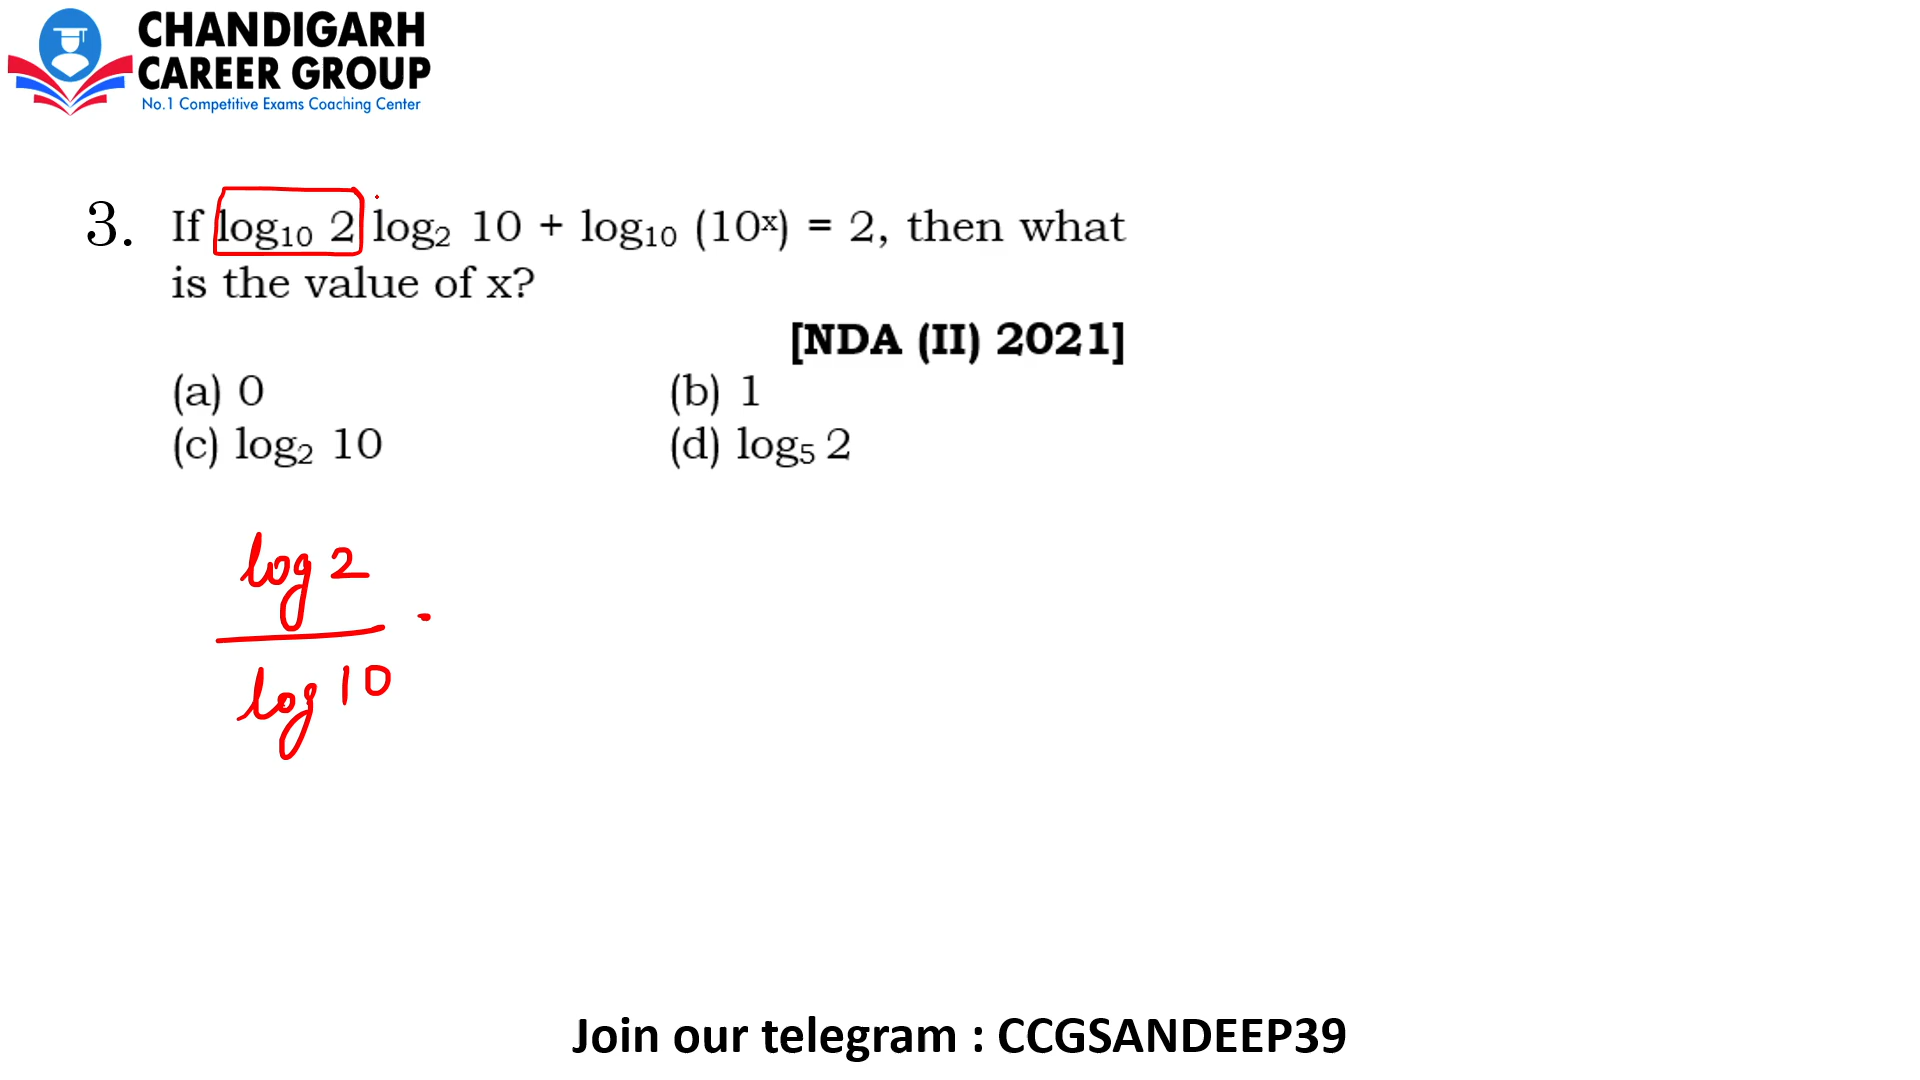 CHANDIGARH
CAREER GROUP
No.1 Competitive Exams Coaching Center
3. If log₁₀ 2 log₂ 10 + log₁₀ (10ˣ) = 2, then what
is the value of x?
[NDA (II) 2021]
(a) 0 (b) 1
(c) log₂ 10 (d) log₅ 2
log 2
log 10
Join our telegram : CCGSANDEEP39